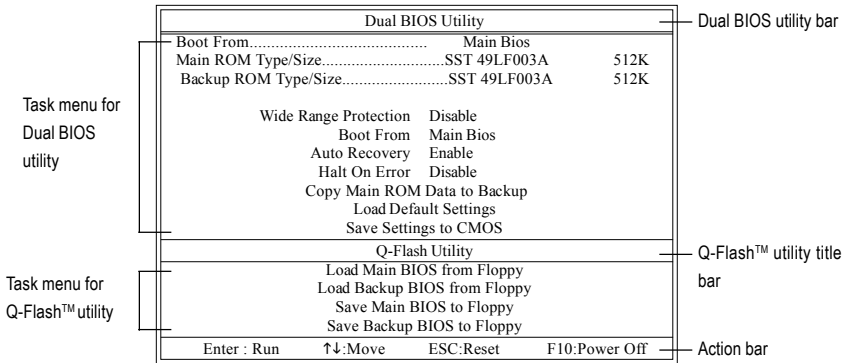 Dual BIOS Utility
Dual BIOS utility bar
Boot From.......................................... Main Bios
Main ROM Type/Size..............................SST 49LF003A 512K
Backup ROM Type/Size.........................SST 49LF003A 512K
Task menu for
Dual BIOS
utility
Wide Range Protection Disable
Boot From Main Bios
Auto Recovery Enable
Halt On Error Disable
Copy Main ROM Data to Backup
Load Default Settings
Save Settings to CMOS
Q-Flash Utility
Q-Flash™ utility title
bar
Task menu for
Q-Flash™ utility
Load Main BIOS from Floppy
Load Backup BIOS from Floppy
Save Main BIOS to Floppy
Save Backup BIOS to Floppy
Enter : Run ↑↓:Move ESC:Reset F10:Power Off
Action bar